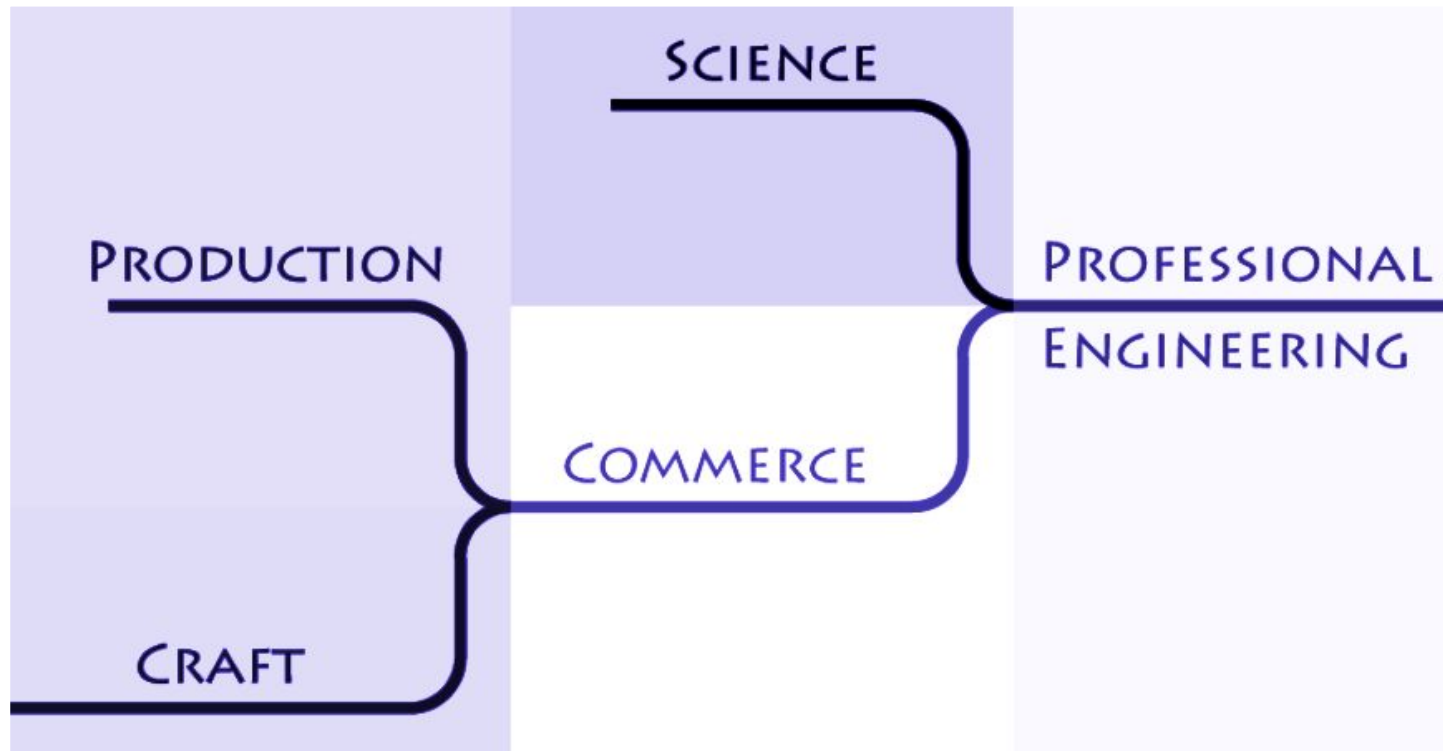 SCIENCE
PRODUCTION
PROFESSIONAL
ENGINEERING
COMMERCE
CRAFT